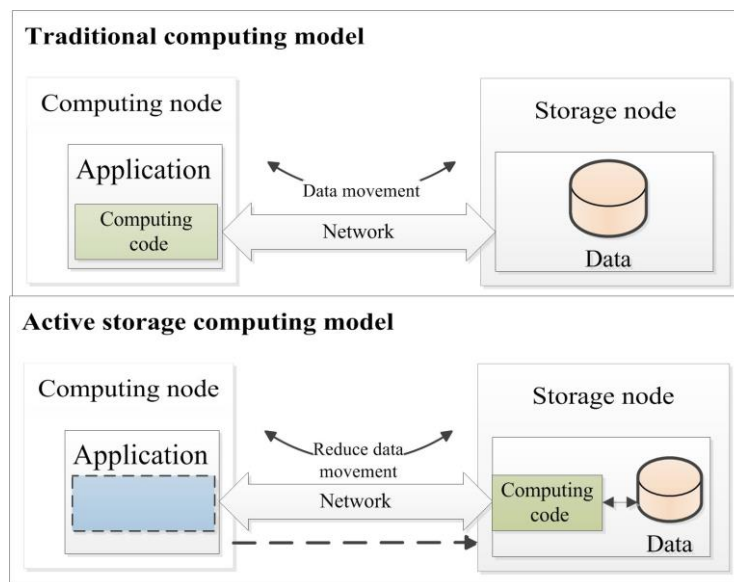 Traditional computing model
Computing node
Storage node
Application
Computing
code
Data movement
Network
Data
Active storage computing model
Computing node
Storage node
Application
Reduce data
movement
Network
Computing
code
Data